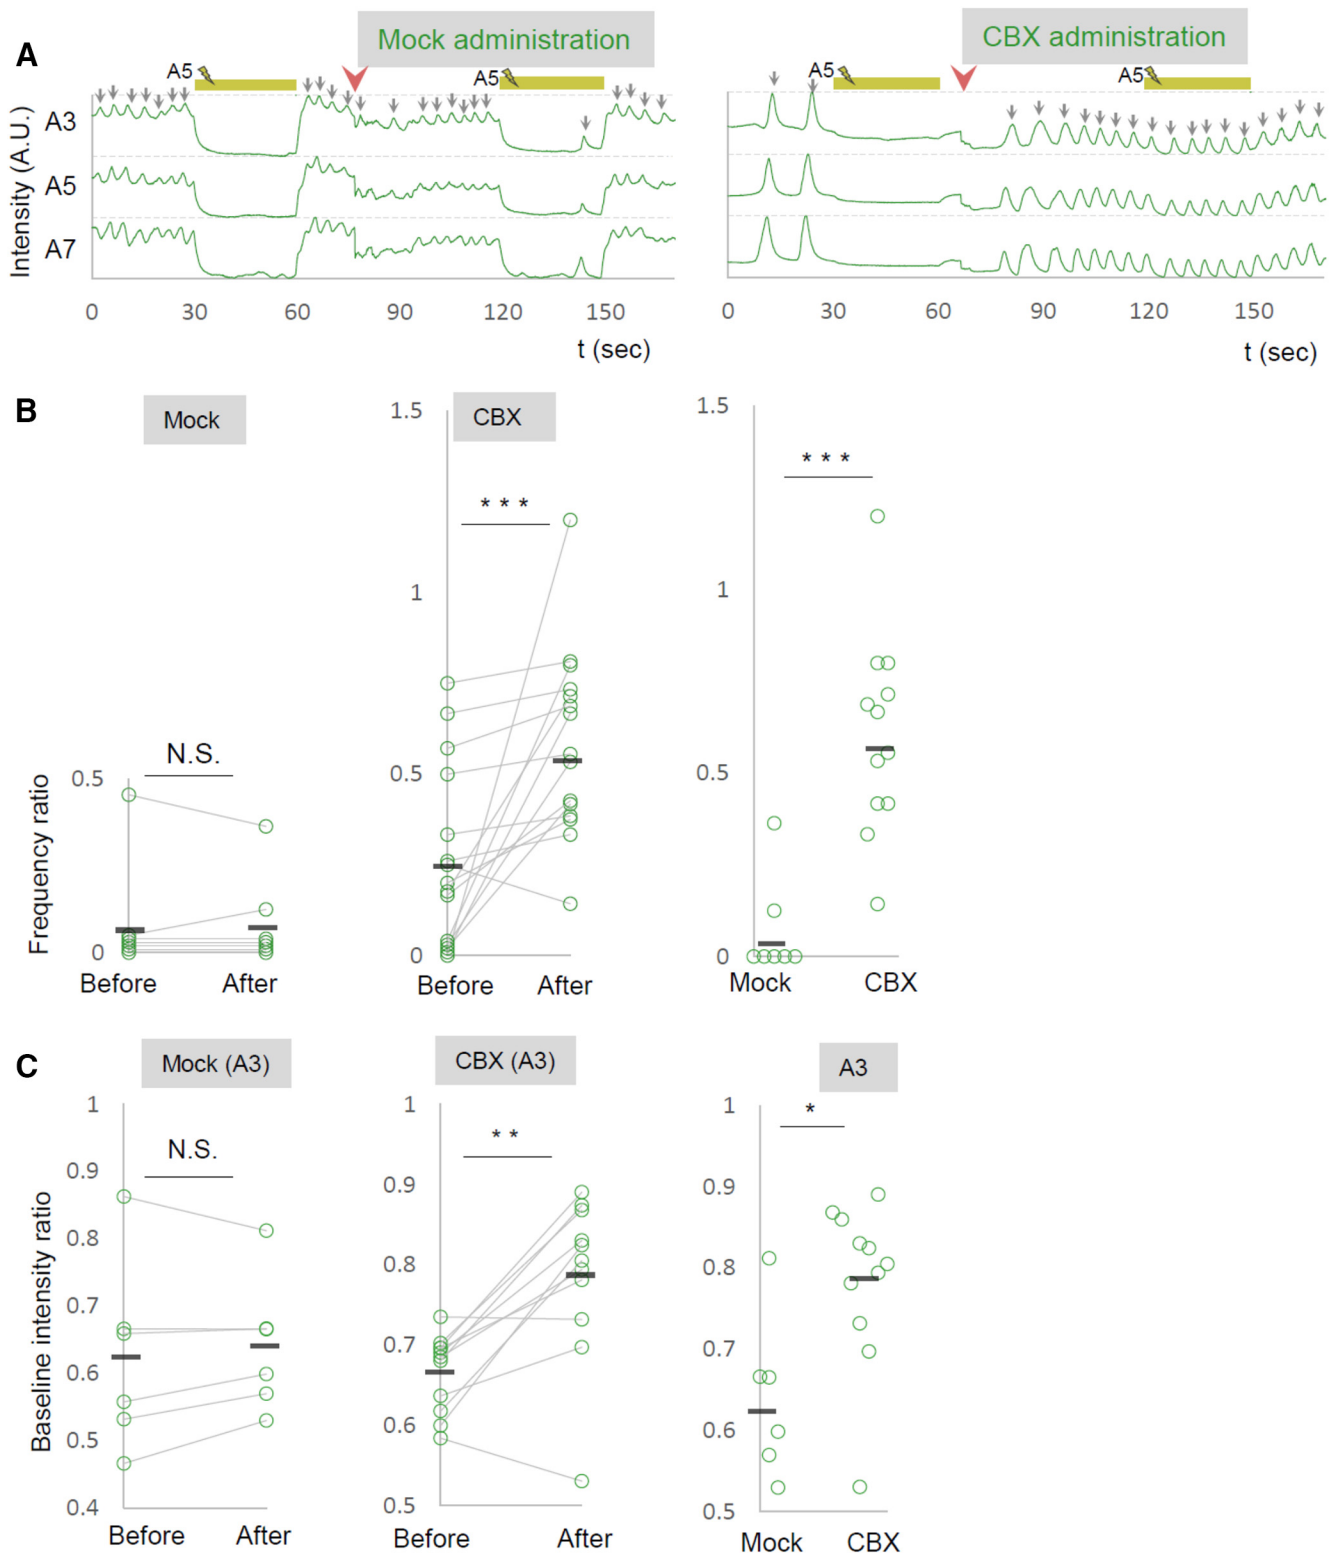 A
Mock administration
CBX administration
A5
A5
A5
A5
Intensity (A.U.)
A3
A5
A7
0 30 60 90 120 150
t (sec)
0 30 60 90 120 150
t (sec)
B
Mock
CBX
1.5
1.5
* * *
* * *
1
1
N.S.
0.5
0.5
0.5
Frequency ratio
0
0
0
Before After
Before After
Mock CBX
C
Mock (A3)
CBX (A3)
A3
1
1
1
N.S.
* *
*
Baseline intensity ratio
0.9
0.8
0.7
0.6
0.5
0.4
0.9
0.8
0.7
0.6
0.5
0.9
0.8
0.7
0.6
0.5
Before After
Before After
Mock CBX